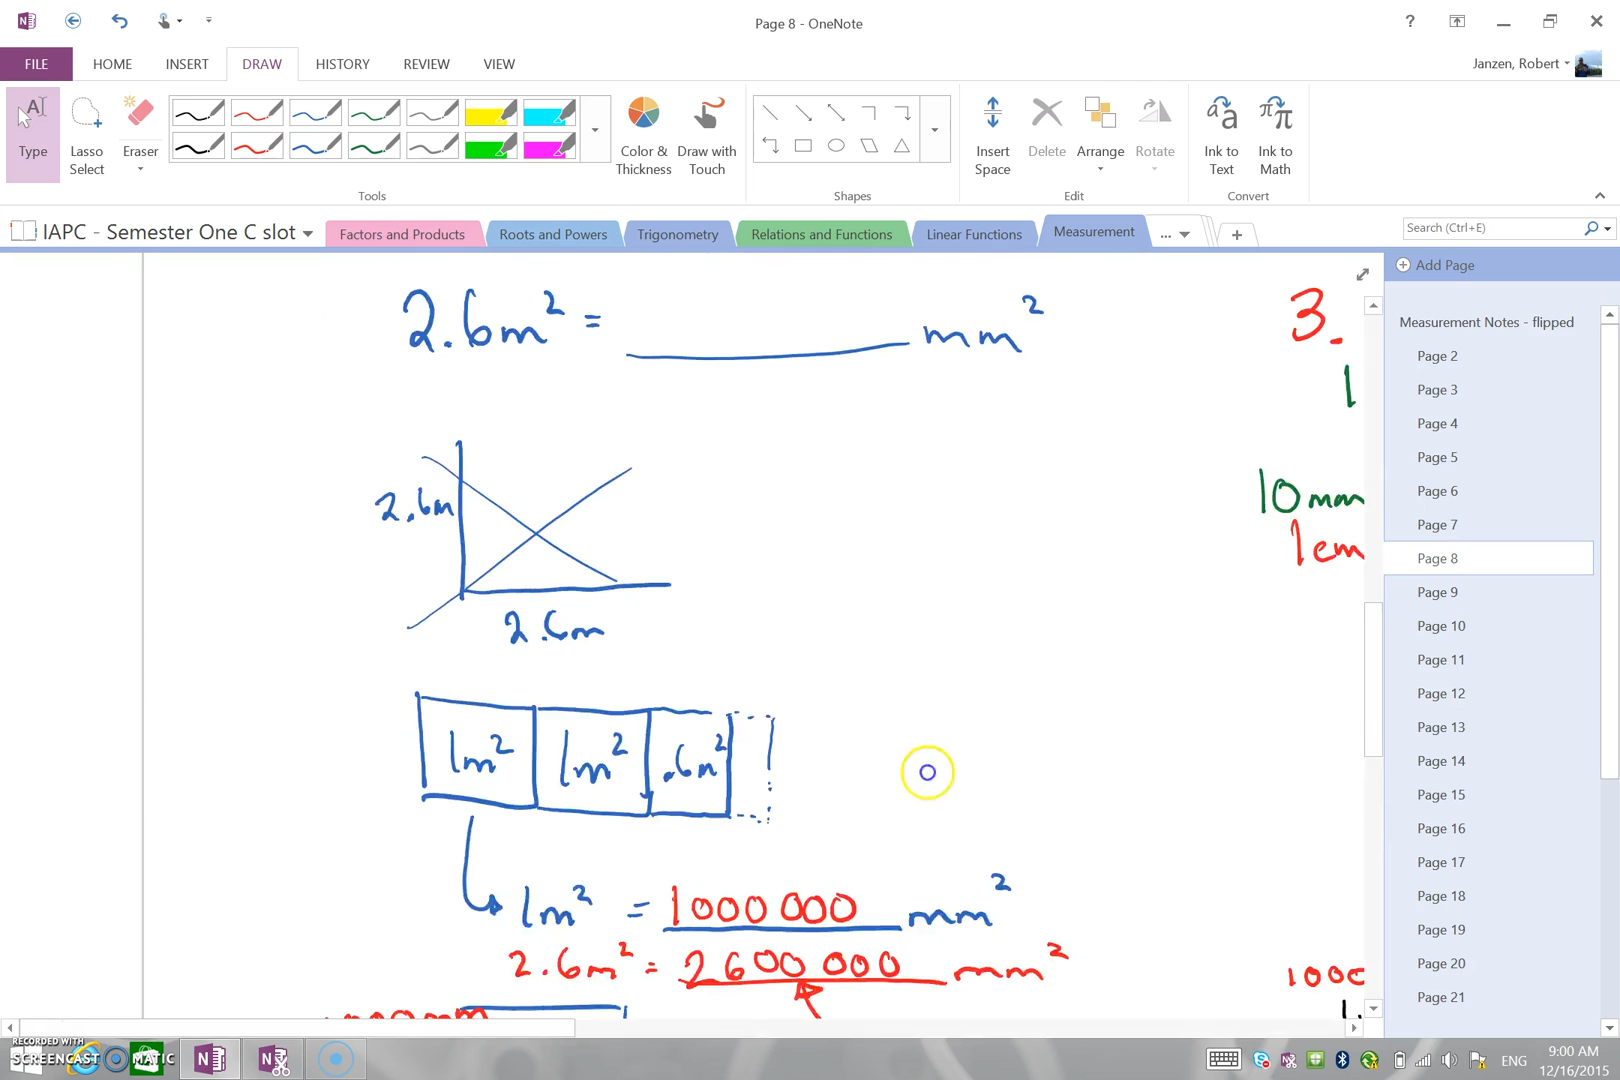 Page 8 - OneNote
?
FILE
HOME
INSERT
DRAW
HISTORY
REVIEW
VIEW
Janzen, Robert
Type
Lasso
Select
Eraser
Color &
Thickness
Draw with
Touch
Insert
Space
Delete
Arrange
Rotate
Ink to
Text
Ink to
Math
Tools
Shapes
Edit
Convert
IAPC - Semester One C slot
Factors and Products
Roots and Powers
Trigonometry
Relations and Functions
Linear Functions
Measurement
...
Search (Ctrl+E)
Add Page
Measurement Notes - flipped
Page 2
Page 3
Page 4
Page 5
Page 6
Page 7
Page 8
Page 9
Page 10
Page 11
Page 12
Page 13
Page 14
Page 15
Page 16
Page 17
Page 18
Page 19
Page 20
Page 21
2.6m² = ________ mm²
3.
1
2.6m
10mm
1cm
2.6m
1m² 1m² .6m²
1m² = 1000 000 mm²
2.6m² = 2600 000 mm²
1000
RECORDED WITH
SCREENCAST MATIC
ENG
9:00 AM
12/16/2015